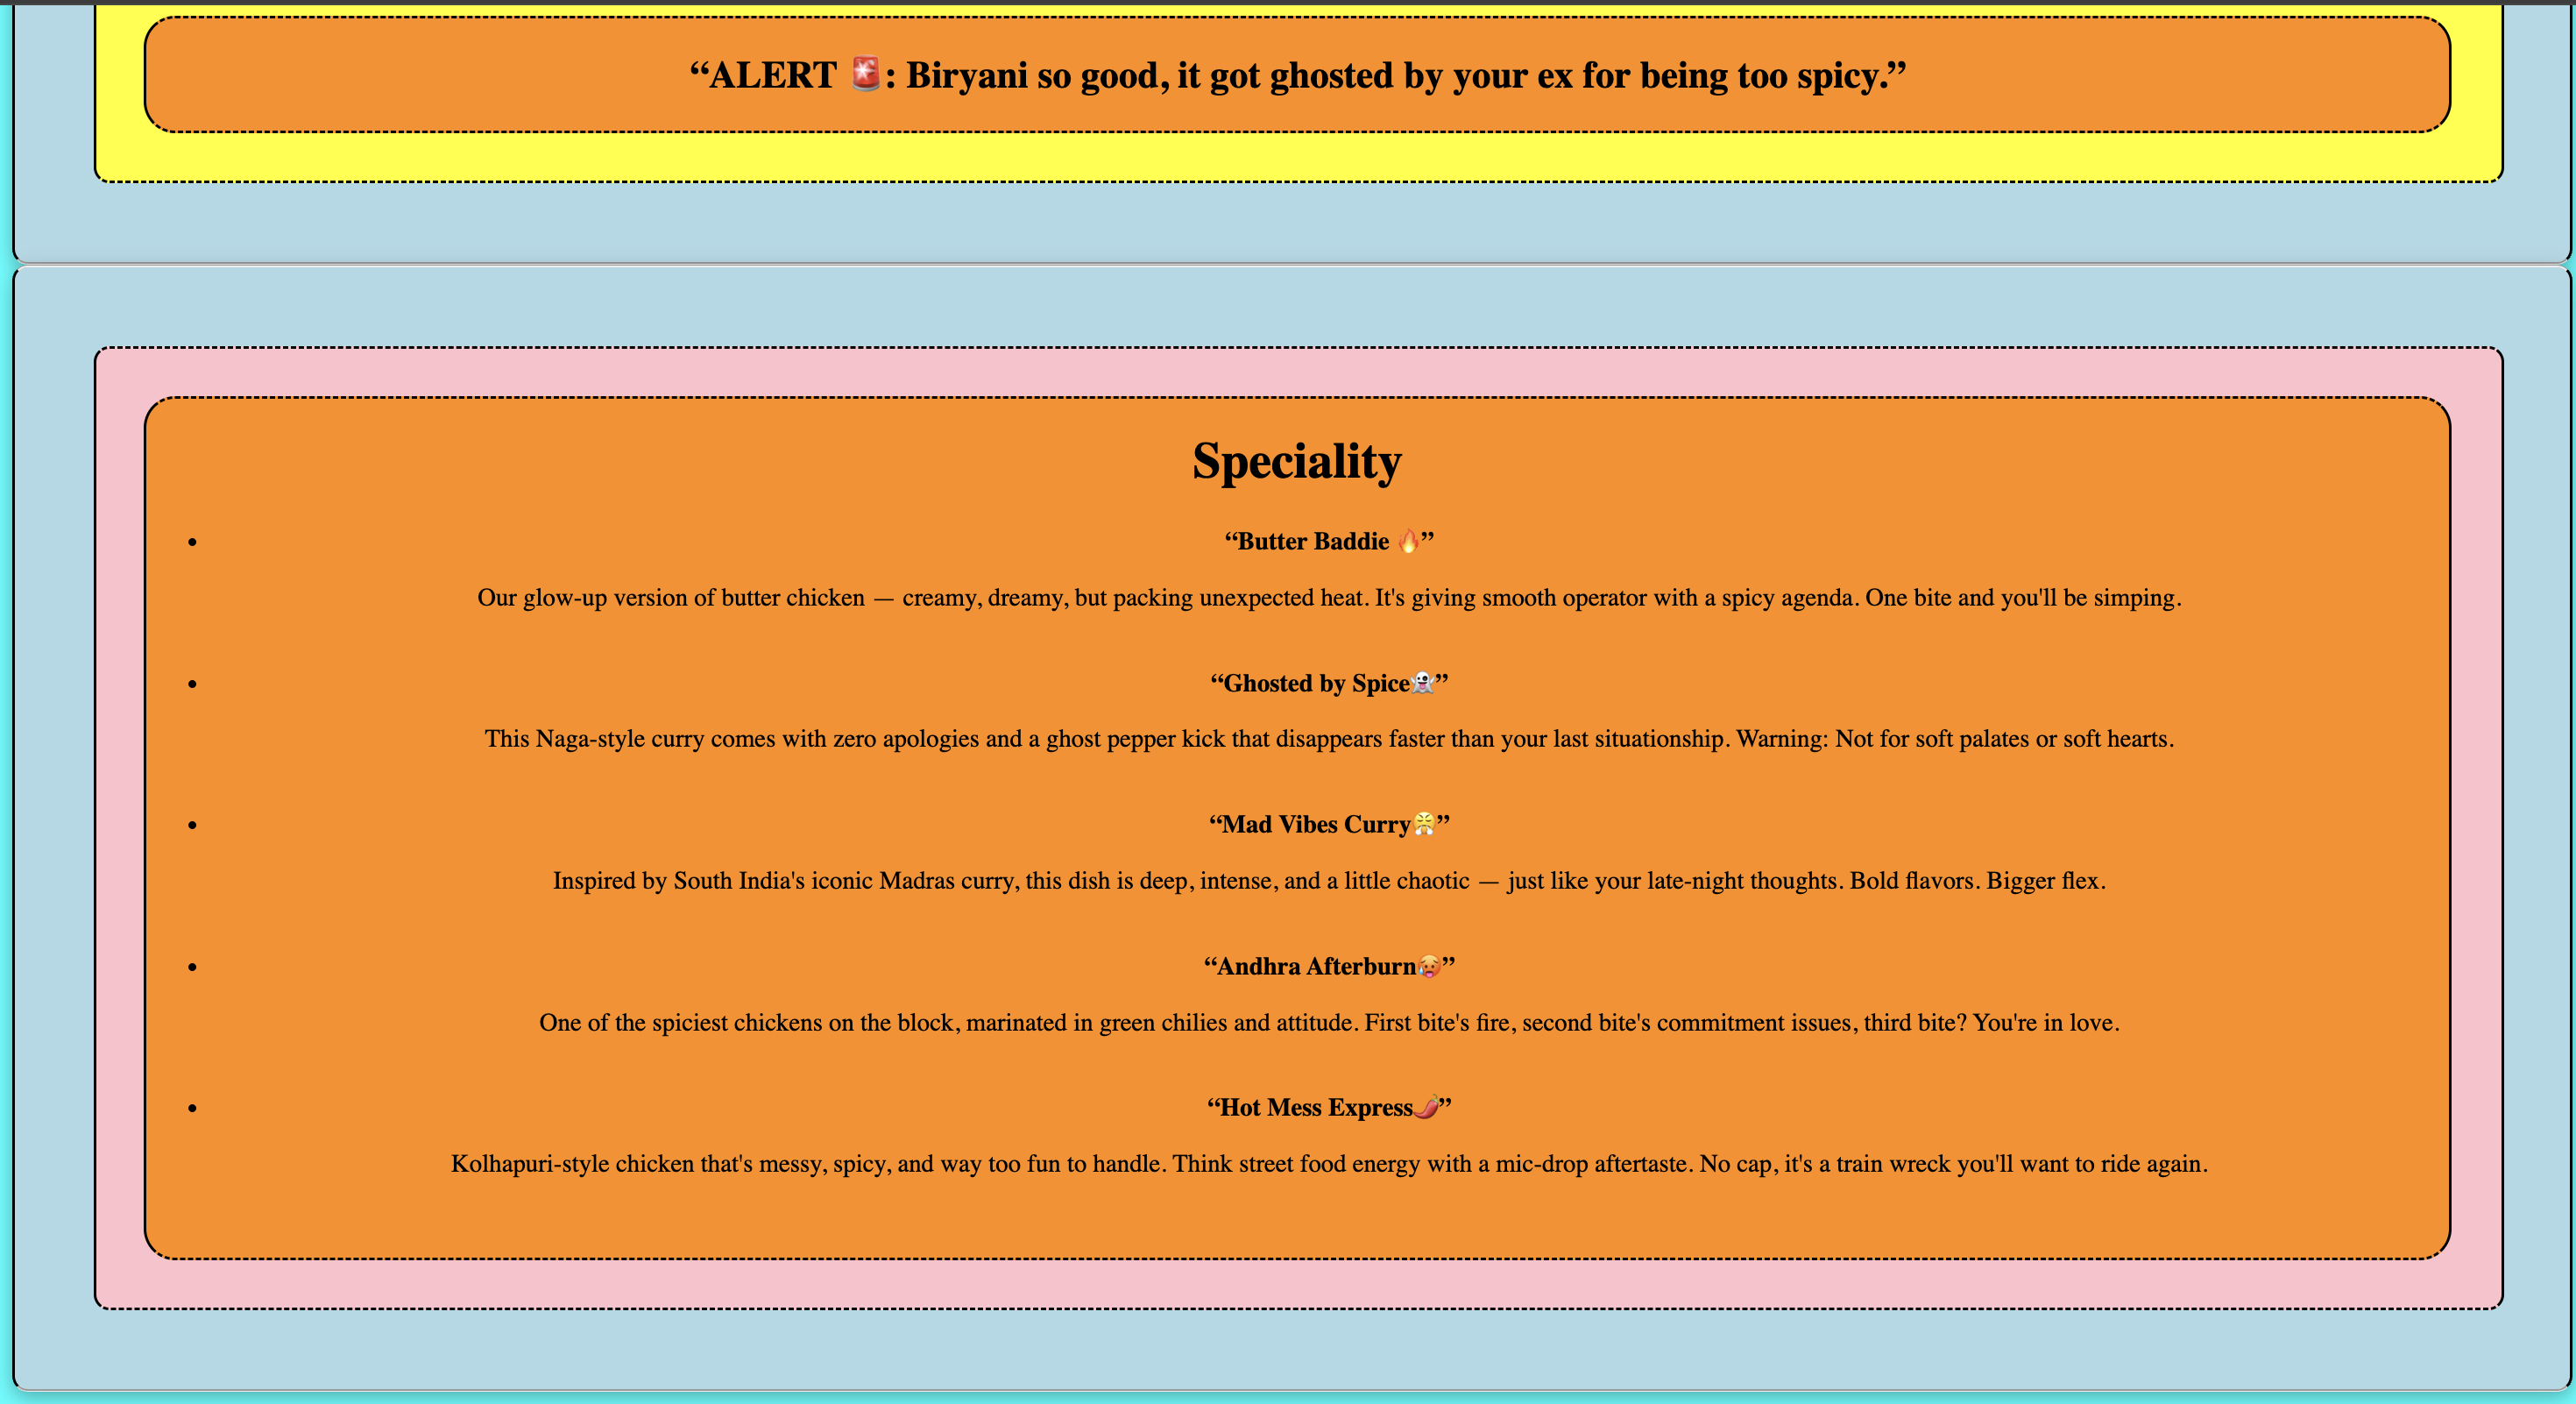 “ALERT 🚨: Biryani so good, it got ghosted by your ex for being too spicy.”
Speciality
• “Butter Baddie 🔥”
Our glow-up version of butter chicken — creamy, dreamy, but packing unexpected heat. It's giving smooth operator with a spicy agenda. One bite and you'll be simping.
• “Ghosted by Spice👻”
This Naga-style curry comes with zero apologies and a ghost pepper kick that disappears faster than your last situationship. Warning: Not for soft palates or soft hearts.
• “Mad Vibes Curry😤”
Inspired by South India's iconic Madras curry, this dish is deep, intense, and a little chaotic — just like your late-night thoughts. Bold flavors. Bigger flex.
• “Andhra Afterburn🥵”
One of the spiciest chickens on the block, marinated in green chilies and attitude. First bite's fire, second bite's commitment issues, third bite? You're in love.
• “Hot Mess Express🌶️”
Kolhapuri-style chicken that's messy, spicy, and way too fun to handle. Think street food energy with a mic-drop aftertaste. No cap, it's a train wreck you'll want to ride again.